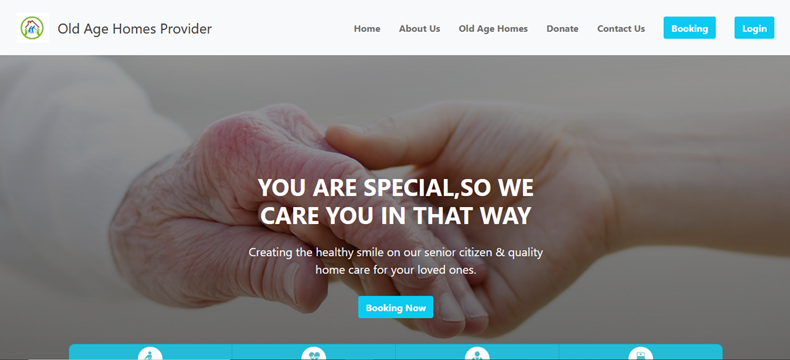 Old Age Homes Provider
Home About Us Old Age Homes Donate Contact Us Booking Login
YOU ARE SPECIAL,SO WE
CARE YOU IN THAT WAY
Creating the healthy smile on our senior citizen & quality
home care for your loved ones.
Booking Now